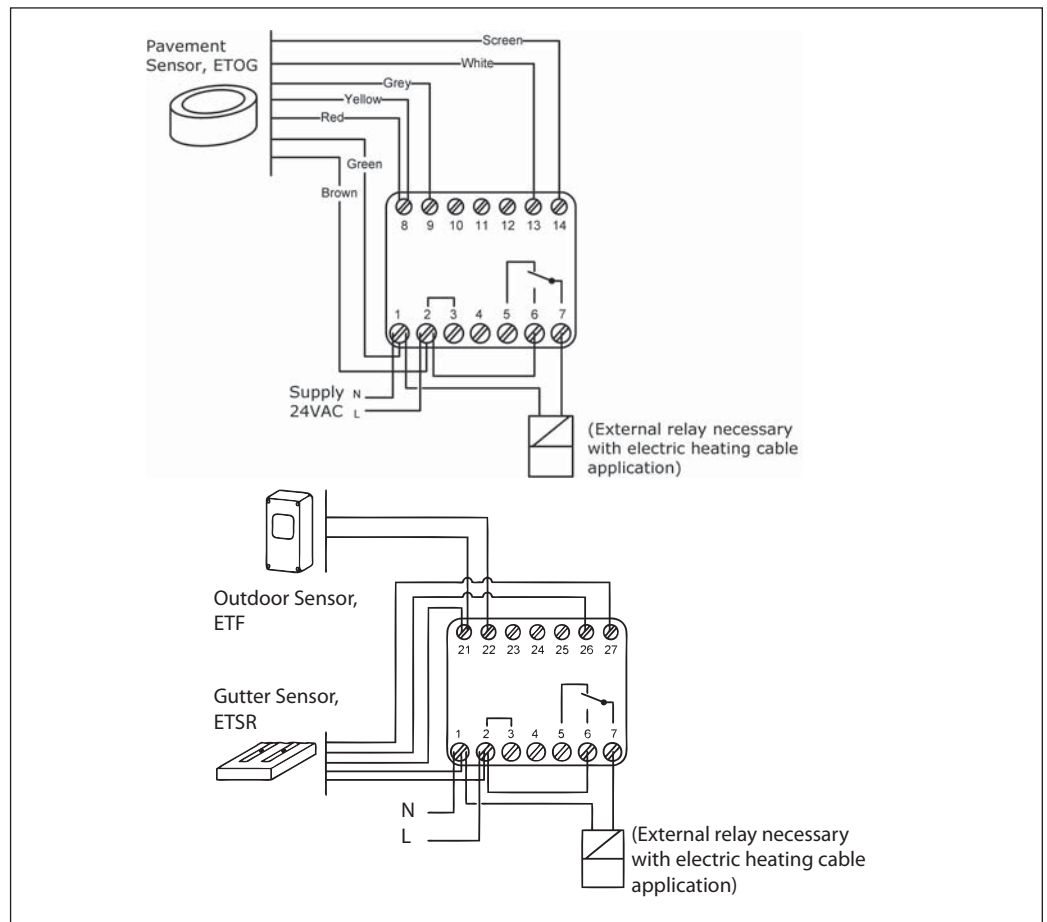 Pavement
Sensor, ETOG
Screen
White
Grey
Yellow
Red
Green
Brown
8 9 10 11 12 13 14
1 2 3 4 5 6 7
Supply N
24VAC L
(External relay necessary
with electric heating cable
application)
Outdoor Sensor,
ETF
Gutter Sensor,
ETSR
21 22 23 24 25 26 27
1 2 3 4 5 6 7
N
L
(External relay necessary
with electric heating cable
application)